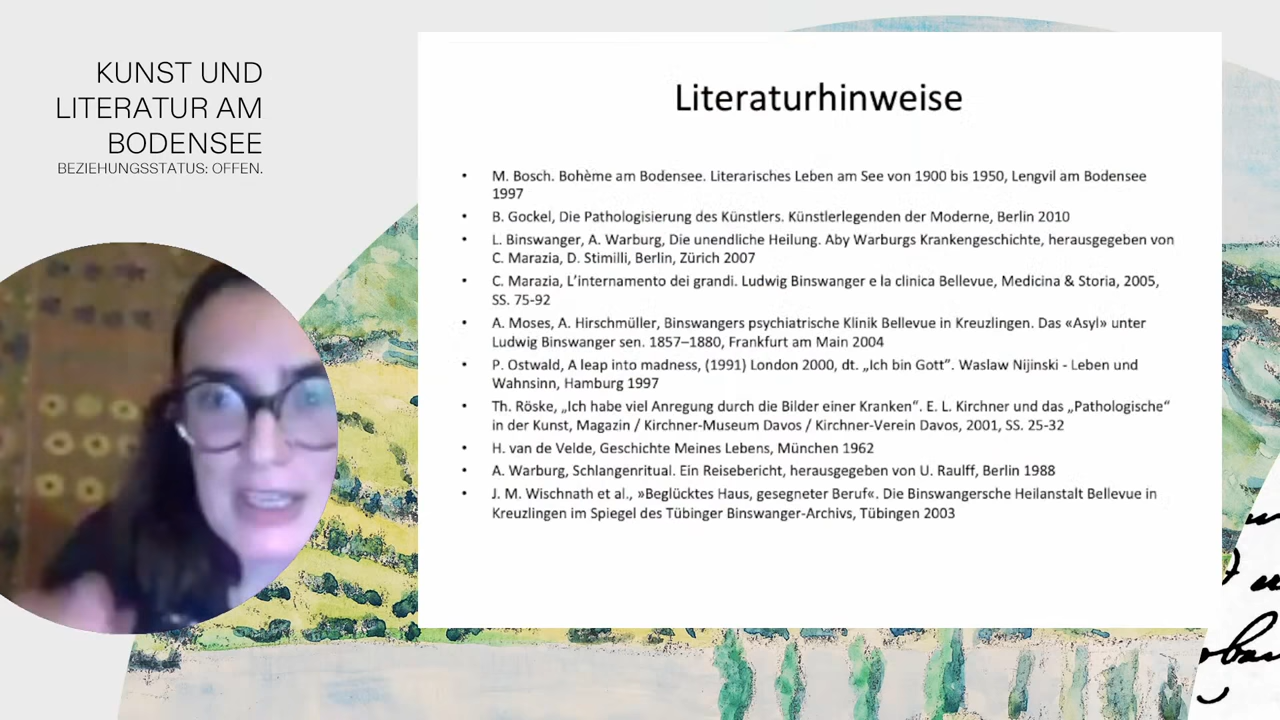 KUNST UND
LITERATUR AM
BODENSEE
BEZIEHUNGSSTATUS: OFFEN.
Literaturhinweise
• M. Bosch. Bohème am Bodensee. Literarisches Leben am See von 1900 bis 1950, Lengvil am Bodensee
1997
• B. Gockel, Die Pathologisierung des Künstlers. Künstlerlegenden der Moderne, Berlin 2010
• L. Binswanger, A. Warburg, Die unendliche Heilung. Aby Warburgs Krankengeschichte, herausgegeben von
C. Marazia, D. Stimilli, Berlin, Zürich 2007
• C. Marazia, L’internamento dei grandi. Ludwig Binswanger e la clinica Bellevue, Medicina & Storia, 2005,
SS. 75-92
• A. Moses, A. Hirschmüller, Binswangers psychiatrische Klinik Bellevue in Kreuzlingen. Das «Asyl» unter
Ludwig Binswanger sen. 1857–1880, Frankfurt am Main 2004
• P. Ostwald, A leap into madness, (1991) London 2000, dt. „Ich bin Gott”. Waslaw Nijinski - Leben und
Wahnsinn, Hamburg 1997
• Th. Röske, „Ich habe viel Anregung durch die Bilder einer Kranken“. E. L. Kirchner und das „Pathologische“
in der Kunst, Magazin / Kirchner-Museum Davos / Kirchner-Verein Davos, 2001, SS. 25-32
• H. van de Velde, Geschichte Meines Lebens, München 1962
• A. Warburg, Schlangenritual. Ein Reisebericht, herausgegeben von U. Raulff, Berlin 1988
• J. M. Wischnath et al., »Beglücktes Haus, gesegneter Beruf«. Die Binswangersche Heilanstalt Bellevue in
Kreuzlingen im Spiegel des Tübinger Binswanger-Archivs, Tübingen 2003